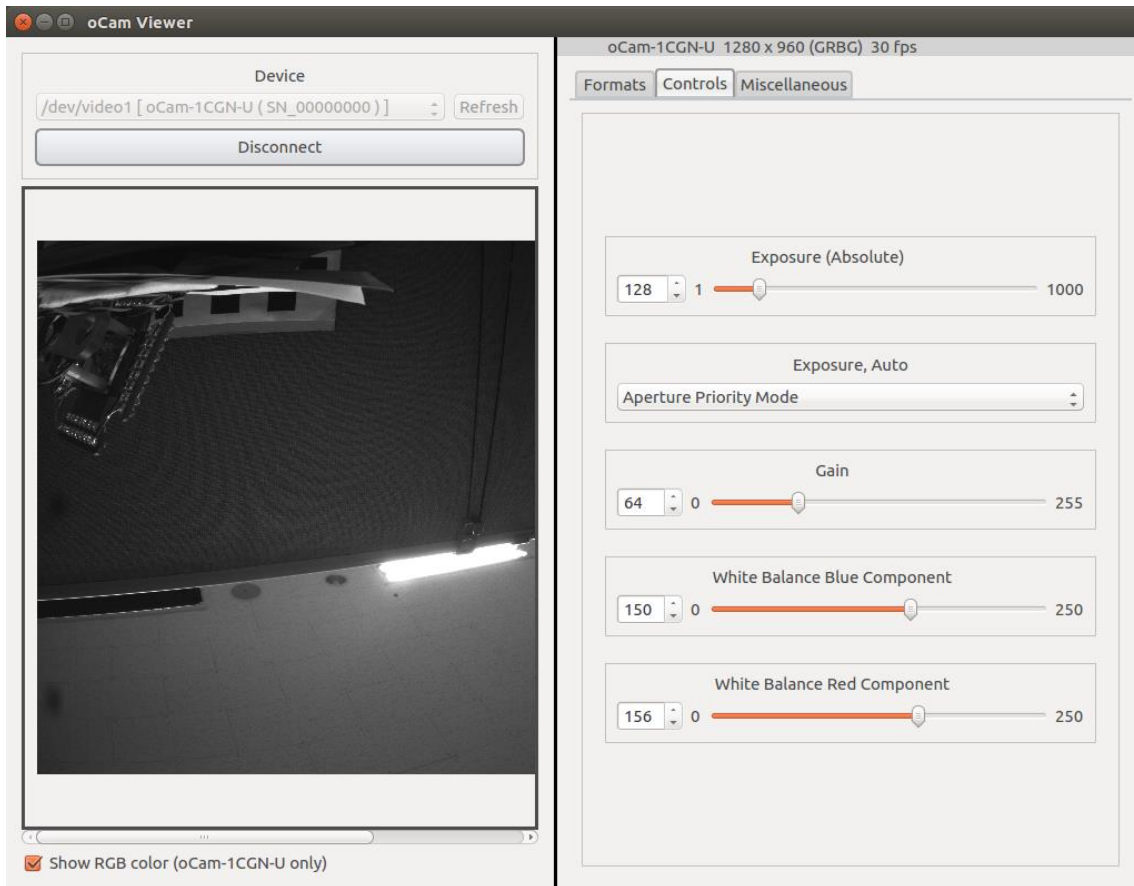 oCam Viewer
Device
/dev/video1 [ oCam-1CGN-U ( SN_00000000 ) ]
Refresh
Disconnect
Show RGB color (oCam-1CGN-U only)
oCam-1CGN-U 1280 x 960 (GRBG) 30 fps
Formats Controls Miscellaneous
Exposure (Absolute)
128 1 1000
Exposure, Auto
Aperture Priority Mode
Gain
64 0 255
White Balance Blue Component
150 0 250
White Balance Red Component
156 0 250